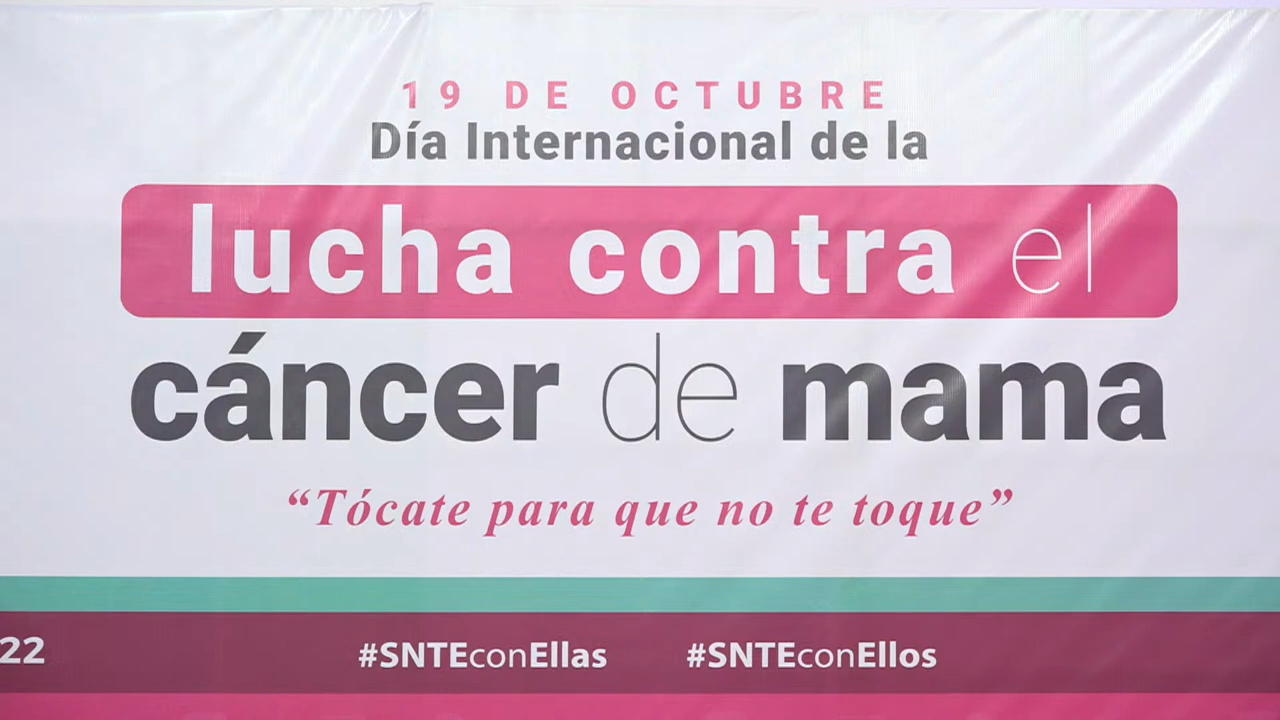 19 DE OCTUBRE
Día Internacional de la
lucha contra el
cáncer de mama
“Tócate para que no te toque”
22 #SNTEconEllas #SNTEconEllos